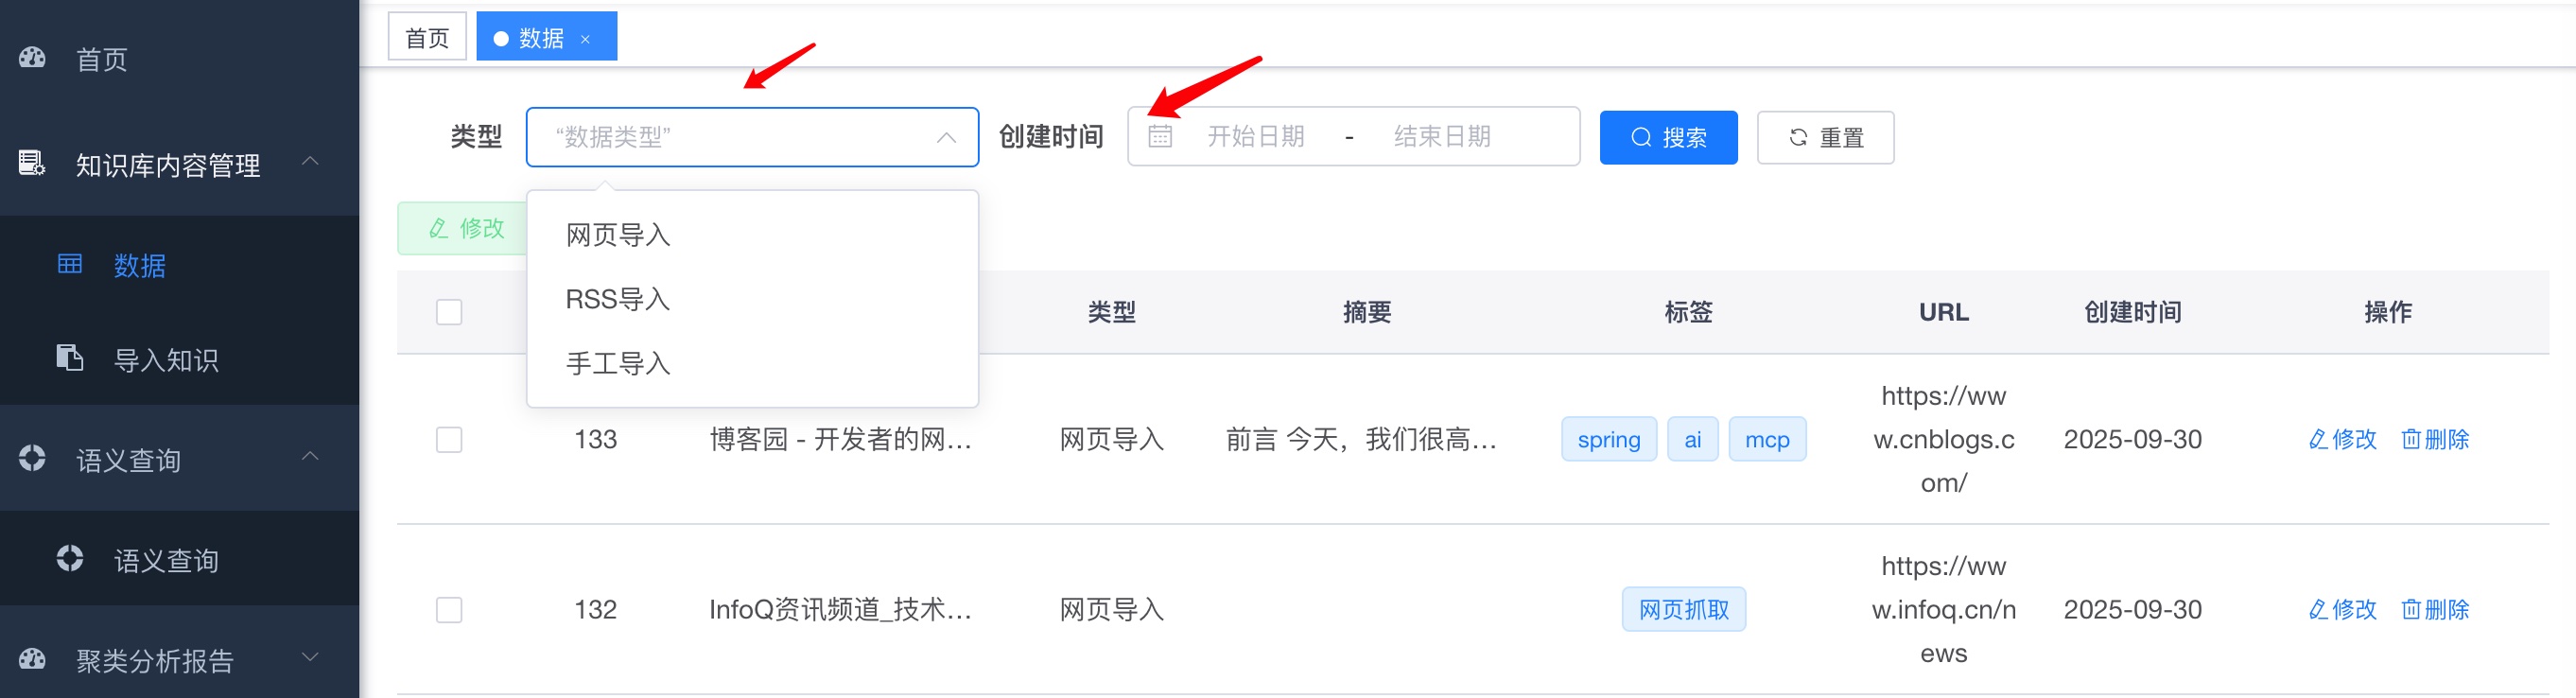 首页
知识库内容管理
数据
导入知识
语义查询
语义查询
聚类分析报告
首页
数据 ×
类型 “数据类型” 创建时间 开始日期 - 结束日期 搜索 重置
修改
网页导入
RSS导入
手工导入
类型 摘要 标签 URL 创建时间 操作
133 博客园 - 开发者的网... 网页导入 前言 今天，我们很高... spring ai mcp https://ww
w.cnblogs.c
om/ 2025-09-30 修改 删除
132 InfoQ资讯频道_技术... 网页导入 网页抓取 https://ww
w.infoq.cn/n
ews 2025-09-30 修改 删除